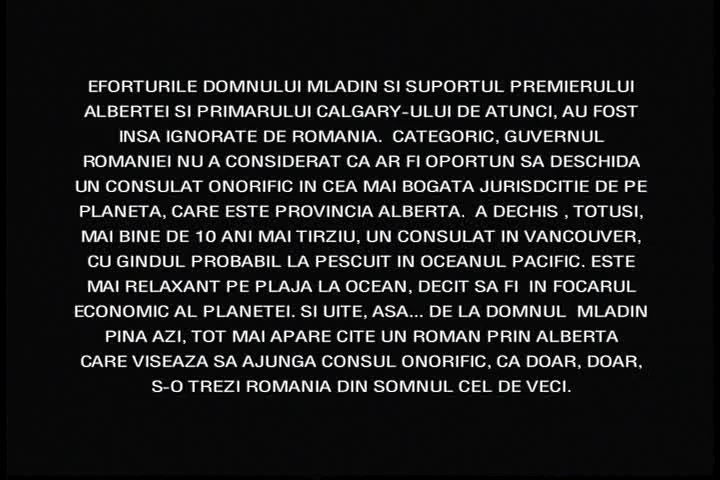 EFORTURILE DOMNULUI MLADIN SI SUPORTUL PREMIERULUI
ALBERTEI SI PRIMARULUI CALGARY-ULUI DE ATUNCI, AU FOST
INSA IGNORATE DE ROMANIA.  CATEGORIC, GUVERNUL
ROMANIEI NU A CONSIDERAT CA AR FI OPORTUN SA DESCHIDA
UN CONSULAT ONORIFIC IN CEA MAI BOGATA JURISDCITIE DE PE
PLANETA, CARE ESTE PROVINCIA ALBERTA.  A DECHIS , TOTUSI,
MAI BINE DE 10 ANI MAI TIRZIU, UN CONSULAT IN VANCOUVER,
CU GINDUL PROBABIL LA PESCUIT IN OCEANUL PACIFIC. ESTE
MAI RELAXANT PE PLAJA LA OCEAN, DECIT SA FI  IN FOCARUL
ECONOMIC AL PLANETEI. SI UITE, ASA... DE LA DOMNUL  MLADIN
PINA AZI, TOT MAI APARE CITE UN ROMAN PRIN ALBERTA
CARE VISEAZA SA AJUNGA CONSUL ONORIFIC, CA DOAR, DOAR,
S-O TREZI ROMANIA DIN SOMNUL CEL DE VECI.